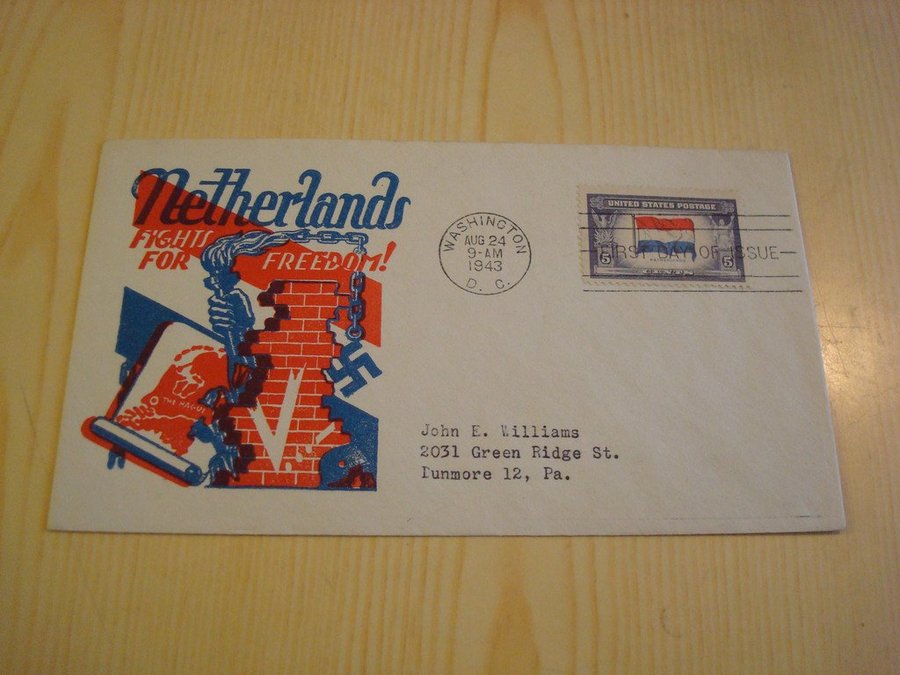 Netherlands
FIGHTS
FOR FREEDOM!
THE HAGUE
V
WASHINGTON
AUG 24
9-AM
1943
D. C.
UNITED STATES POSTAGE
FIRST DAY OF ISSUE
5 5
John E. Williams
2031 Green Ridge St.
Dunmore 12, Pa.